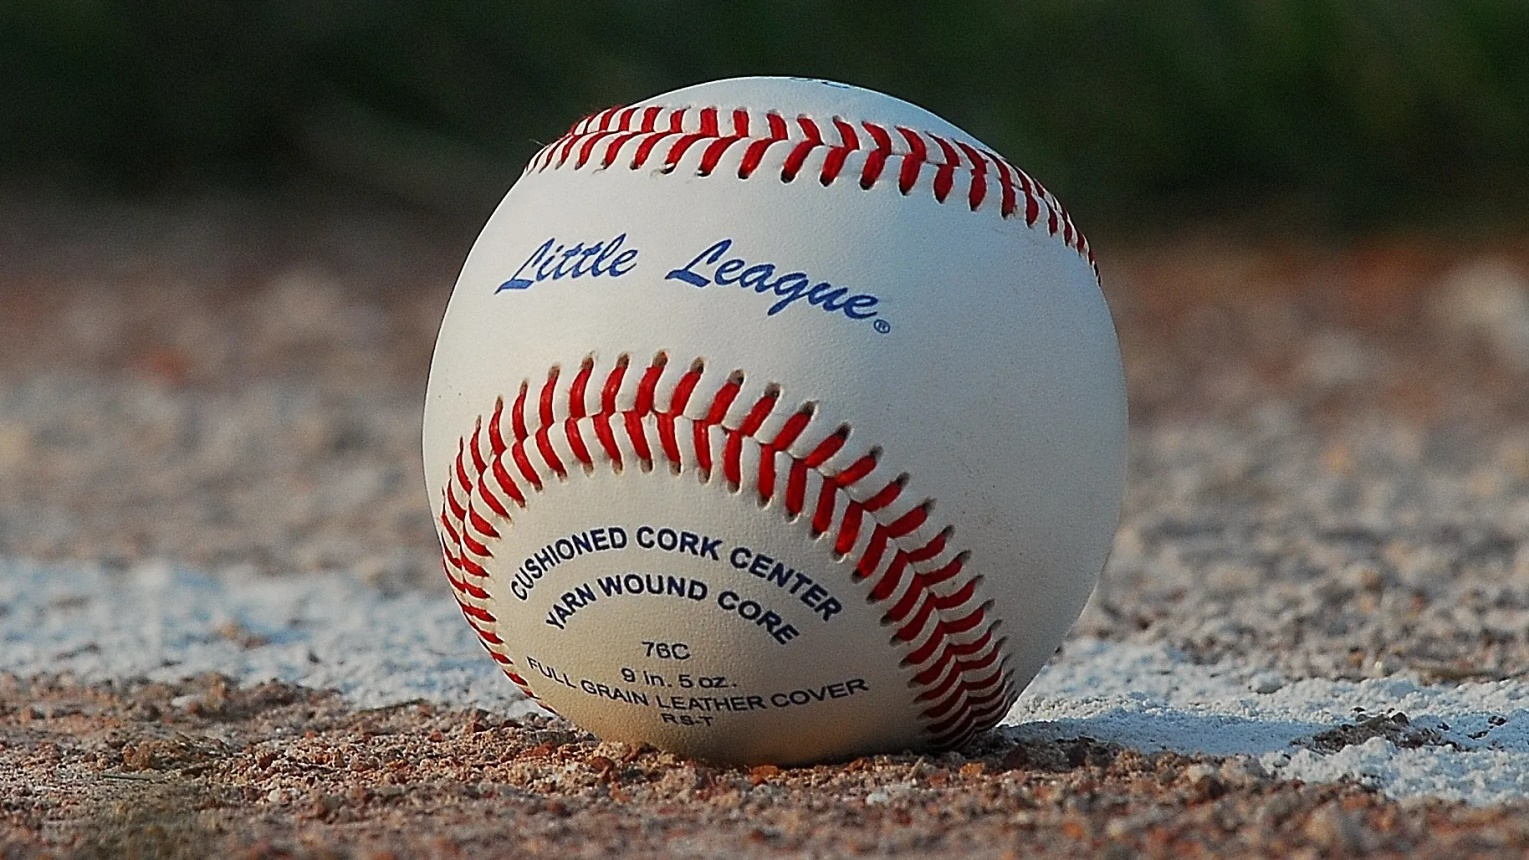 Little League®
CUSHIONED CORK CENTER
YARN WOUND CORE
76C
9 in. 5 oz.
FULL GRAIN LEATHER COVER
RS-T